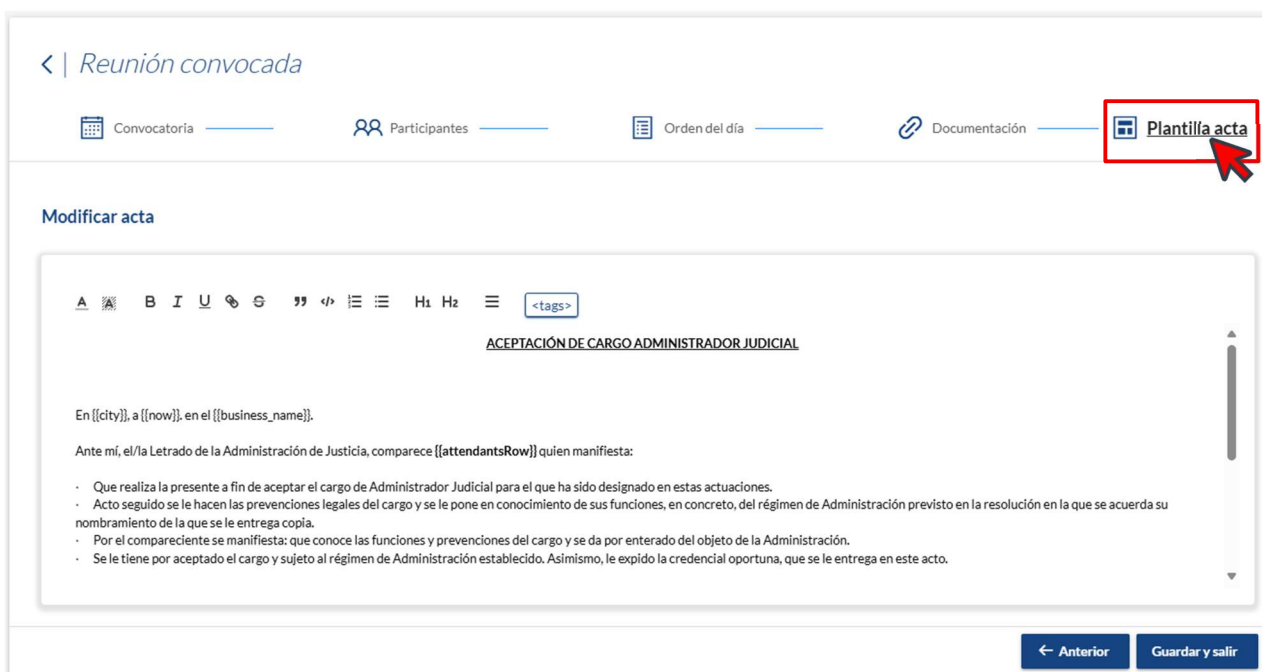 < | Reunión convocada
Convocatoria
Participantes
Orden del día
Documentación
Plantilla acta
Modificar acta
A A B I U S ❞ </> H1 H2 <tags>
ACEPTACIÓN DE CARGO ADMINISTRADOR JUDICIAL
En {{city}}, a {{now}}. en el {{business_name}}.
Ante mí, el/la Letrado de la Administración de Justicia, comparece {{attendantsRow}} quien manifiesta:
· Que realiza la presente a fin de aceptar el cargo de Administrador Judicial para el que ha sido designado en estas actuaciones.
· Acto seguido se le hacen las prevenciones legales del cargo y se le pone en conocimiento de sus funciones, en concreto, del régimen de Administración previsto en la resolución en la que se acuerda su
nombramiento de la que se le entrega copia.
· Por el compareciente se manifiesta: que conoce las funciones y prevenciones del cargo y se da por enterado del objeto de la Administración.
· Se le tiene por aceptado el cargo y sujeto al régimen de Administración establecido. Asimismo, le expido la credencial oportuna, que se le entrega en este acto.
← Anterior
Guardar y salir